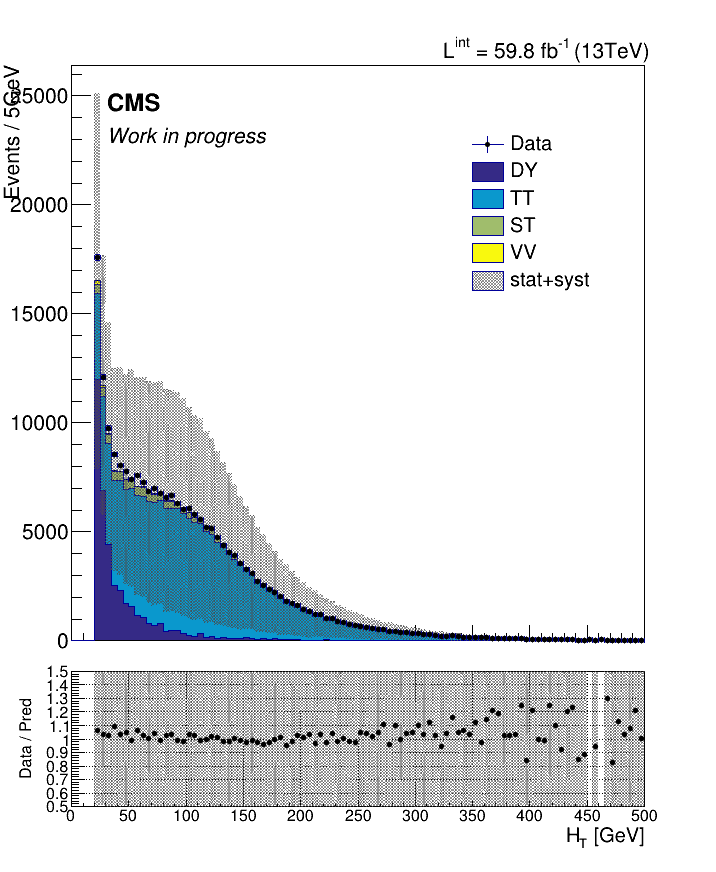 L^int = 59.8 fb^-1 (13TeV)
Events / 5GeV
25000
20000
15000
10000
5000
0
CMS
Work in progress
Data
DY
TT
ST
VV
stat+syst
Data / Pred
1.5
1.4
1.3
1.2
1.1
1
0.9
0.8
0.7
0.6
0.5
0 50 100 150 200 250 300 350 400 450 500
H_T [GeV]